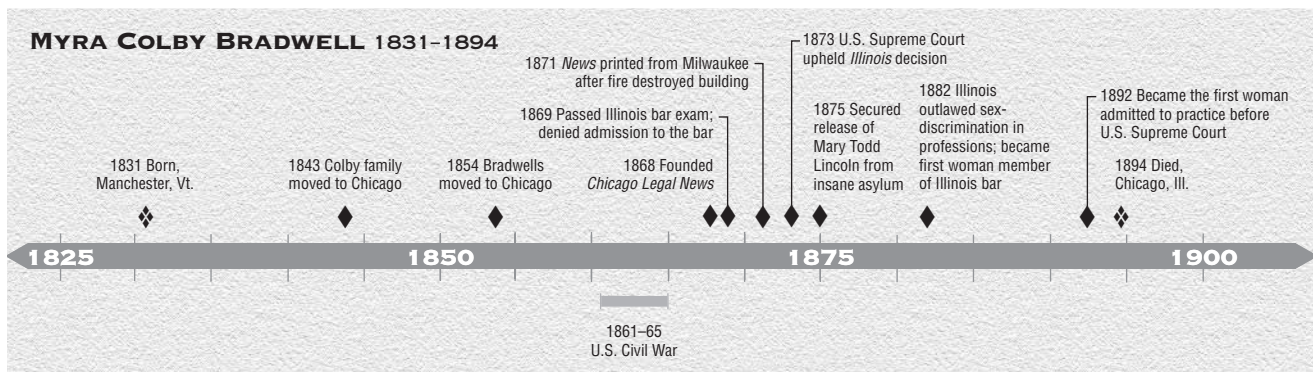 MYRA COLBY BRADWELL 1831–1894
1831 Born,
Manchester, Vt.
1843 Colby family
moved to Chicago
1854 Bradwells
moved to Chicago
1868 Founded
Chicago Legal News
1869 Passed Illinois bar exam;
denied admission to the bar
1871 News printed from Milwaukee
after fire destroyed building
1873 U.S. Supreme Court
upheld Illinois decision
1875 Secured
release of
Mary Todd
Lincoln from
insane asylum
1882 Illinois
outlawed sex-
discrimination in
professions; became
first woman member
of Illinois bar
1892 Became the first woman
admitted to practice before
U.S. Supreme Court
1894 Died,
Chicago, Ill.
1825 1850 1875 1900
1861–65
U.S. Civil War